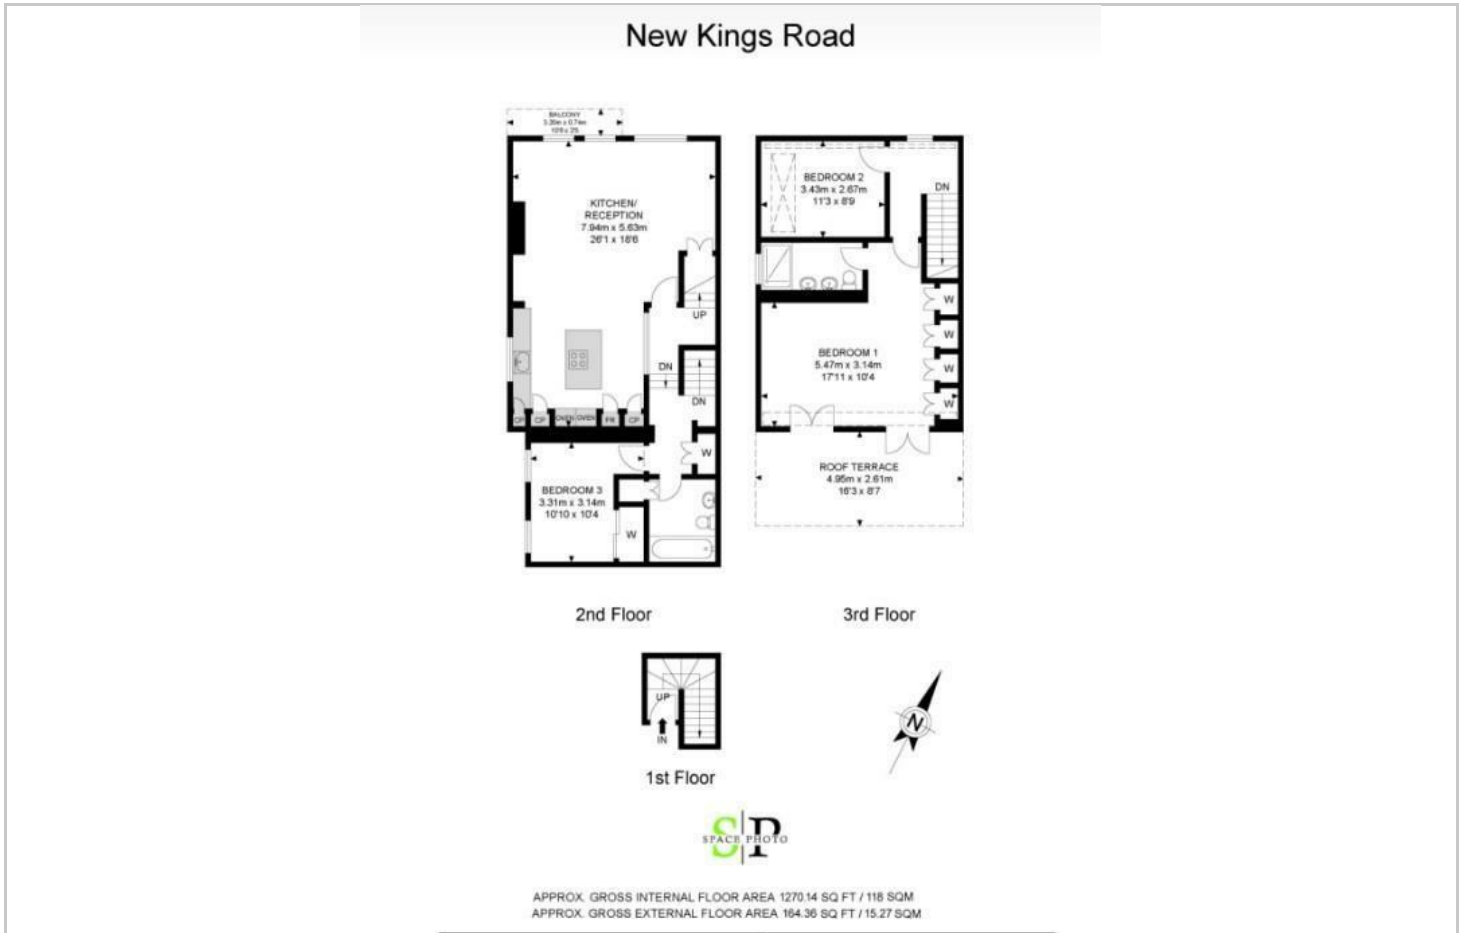 New Kings Road
BALCONY
KITCHEN/
RECEPTION
7.94m x 5.63m
26'1 x 18'6
UP
DN
DN
CP
CP
OVEN
OVEN
FR
CP
W
BEDROOM 3
3.31m x 3.14m
10'10 x 10'4
W
2nd Floor
BEDROOM 2
3.43m x 2.67m
11'3 x 8'9
DN
W
W
W
W
BEDROOM 1
5.47m x 3.14m
17'11 x 10'4
ROOF TERRACE
4.95m x 2.61m
16'3 x 8'7
3rd Floor
UP
IN
1st Floor
N
SP
SPACE PHOTO
APPROX. GROSS INTERNAL FLOOR AREA 1270.14 SQ FT / 118 SQM
APPROX. GROSS EXTERNAL FLOOR AREA 164.36 SQ FT / 15.27 SQM